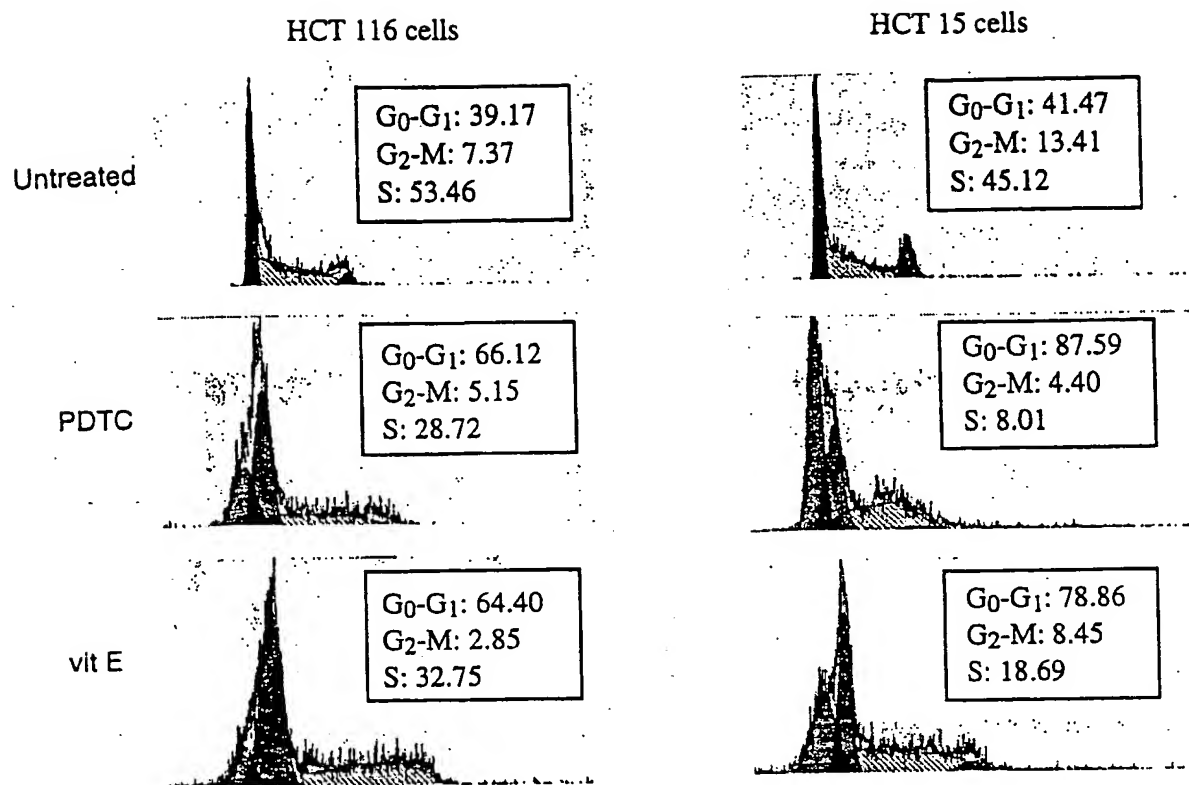 HCT 116 cells
HCT 15 cells
Untreated
G₀-G₁: 39.17
G₂-M: 7.37
S: 53.46
G₀-G₁: 41.47
G₂-M: 13.41
S: 45.12
PDTC
G₀-G₁: 66.12
G₂-M: 5.15
S: 28.72
G₀-G₁: 87.59
G₂-M: 4.40
S: 8.01
vit E
G₀-G₁: 64.40
G₂-M: 2.85
S: 32.75
G₀-G₁: 78.86
G₂-M: 8.45
S: 18.69